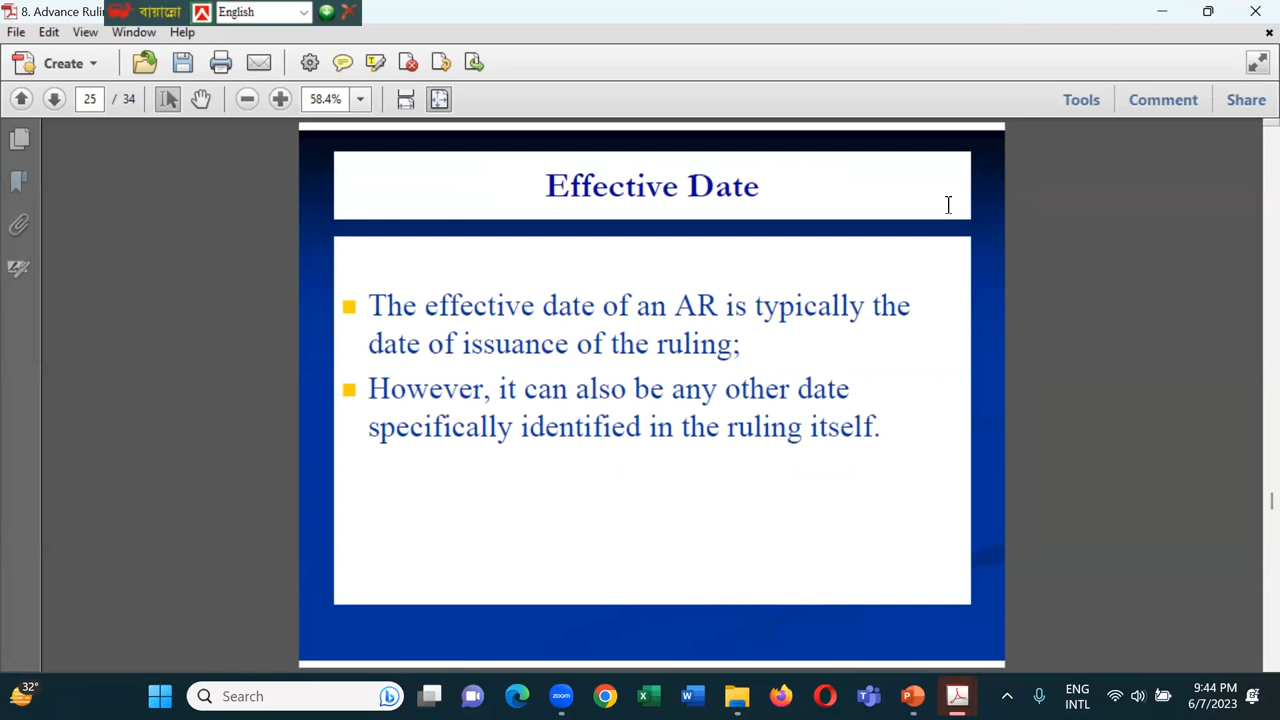 8. Advance Rulin
বায়ান্নো
English
File Edit View Window Help
Create
25 / 34
58.4%
Tools Comment Share
Effective Date
The effective date of an AR is typically the
date of issuance of the ruling;
However, it can also be any other date
specifically identified in the ruling itself.
32°
Search
zoom
ENG
INTL
9:44 PM
6/7/2023